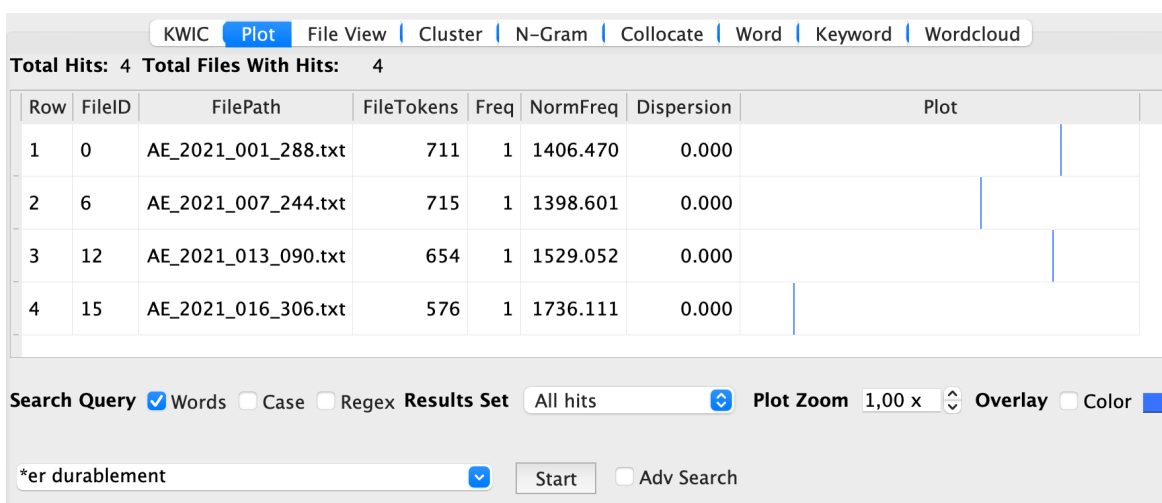 KWIC Plot File View Cluster N-Gram Collocate Word Keyword Wordcloud
Total Hits: 4 Total Files With Hits: 4
Row FileID FilePath FileTokens Freq NormFreq Dispersion Plot
1 0 AE_2021_001_288.txt 711 1 1406.470 0.000
2 6 AE_2021_007_244.txt 715 1 1398.601 0.000
3 12 AE_2021_013_090.txt 654 1 1529.052 0.000
4 15 AE_2021_016_306.txt 576 1 1736.111 0.000
Search Query Words Case Regex Results Set All hits Plot Zoom 1,00 x Overlay Color
*er durablement Start Adv Search